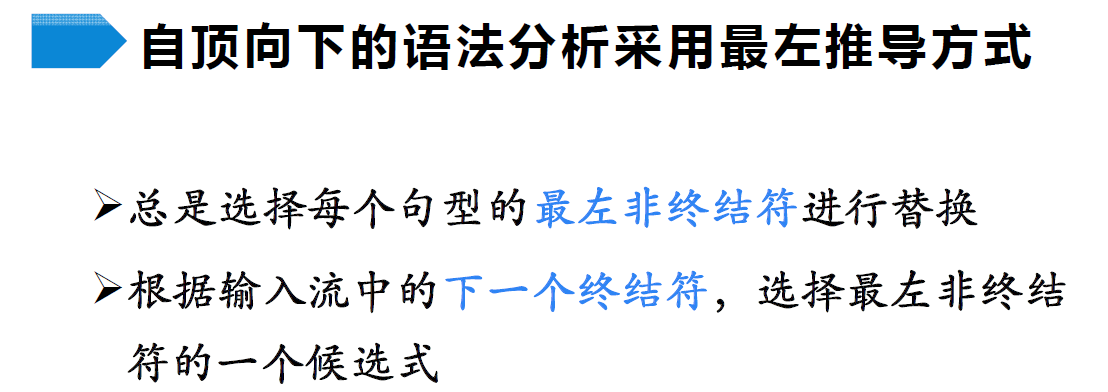 自顶向下的语法分析采用最左推导方式
➢总是选择每个句型的最左非终结符进行替换
➢根据输入流中的下一个终结符，选择最左非终结
符的一个候选式